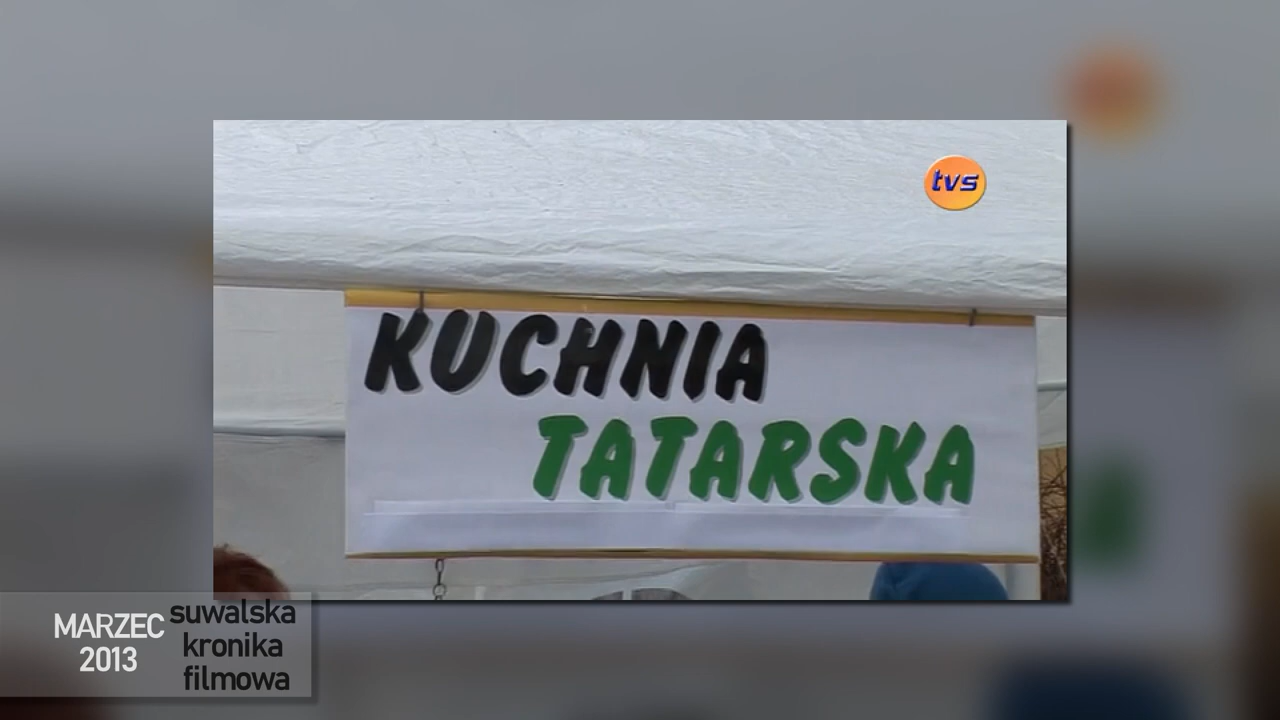 tvs
KUCHNIA
TATARSKA
MARZEC
2013
suwalska
kronika
filmowa